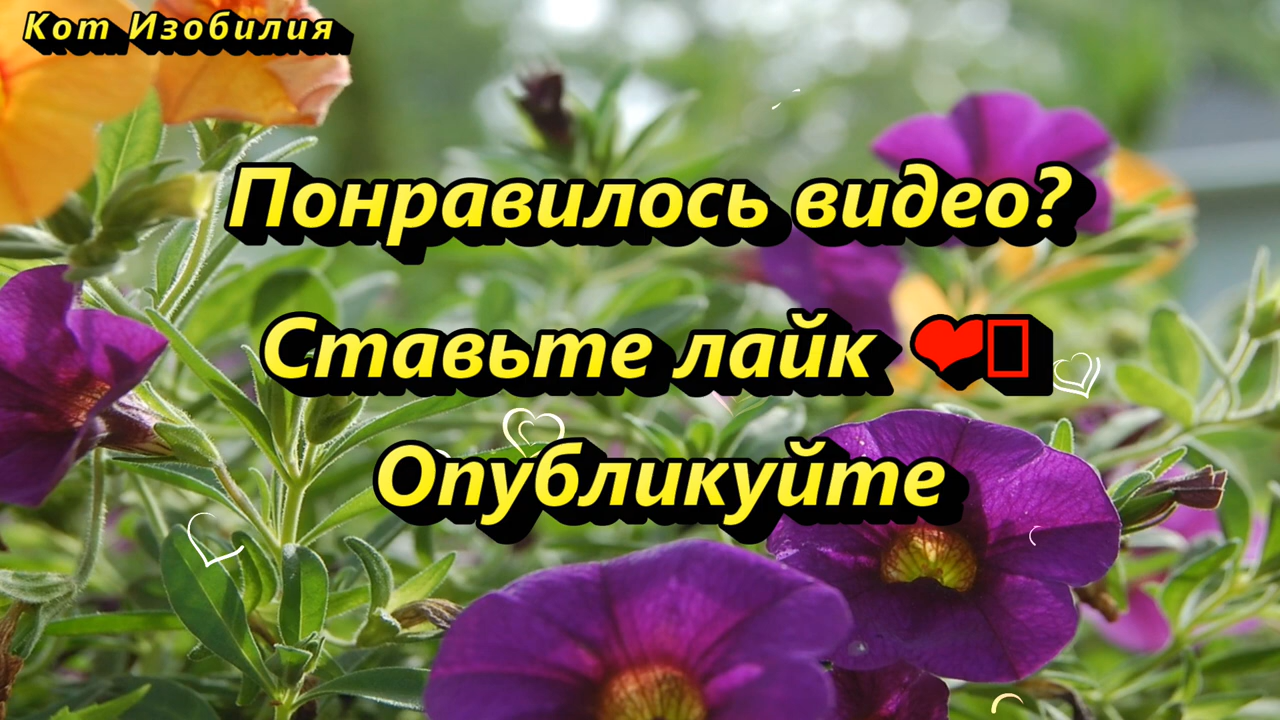 Кот Изобилия
Понравилось видео?
Ставьте лайк ❤️
Опубликуйте